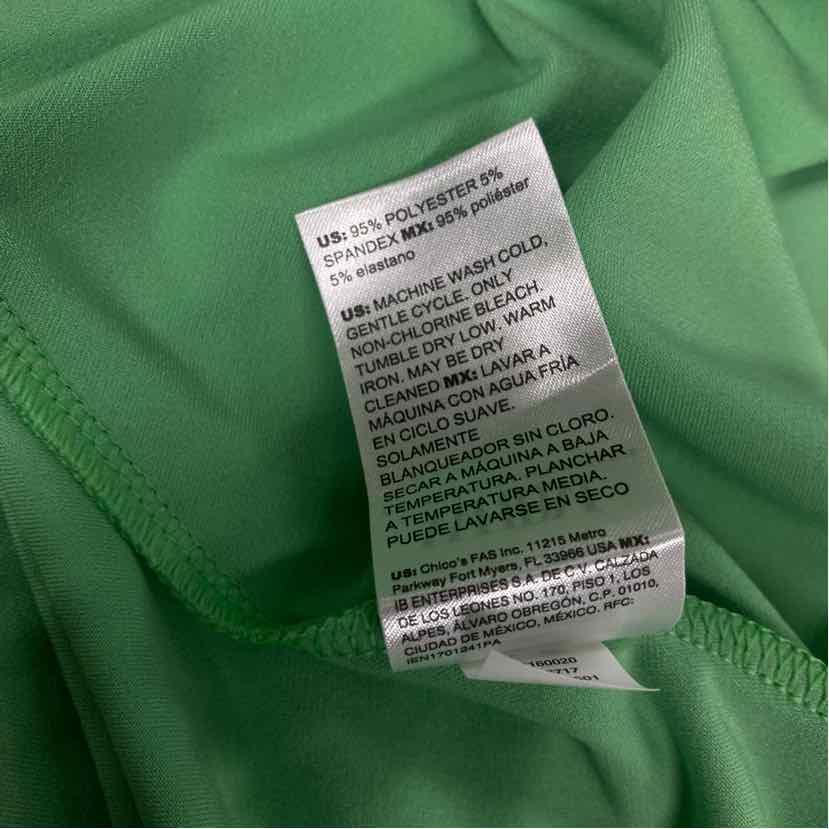 US: 95% POLYESTER 5%
SPANDEX MX: 95% poliéster
5% elastano
US: MACHINE WASH COLD,
GENTLE CYCLE. ONLY
NON-CHLORINE BLEACH.
TUMBLE DRY LOW. WARM
IRON. MAY BE DRY
CLEANED MX: LAVAR A
MÁQUINA CON AGUA FRÍA
EN CICLO SUAVE.
SOLAMENTE
BLANQUEADOR SIN CLORO.
SECAR A MÁQUINA A BAJA
TEMPERATURA. PLANCHAR
A TEMPERATURA MEDIA.
PUEDE LAVARSE EN SECO
US: Chico's FAS Inc. 11215 Metro
Parkway Fort Myers, FL 33966 USA MX:
IB ENTERPRISES S.A. DE C.V. CALZADA
DE LOS LEONES NO. 170, PISO 1, LOS
ALPES, ÁLVARO OBREGÓN, C.P. 01010,
CIUDAD DE MÉXICO, MÉXICO. RFC:
IEN1701241PA